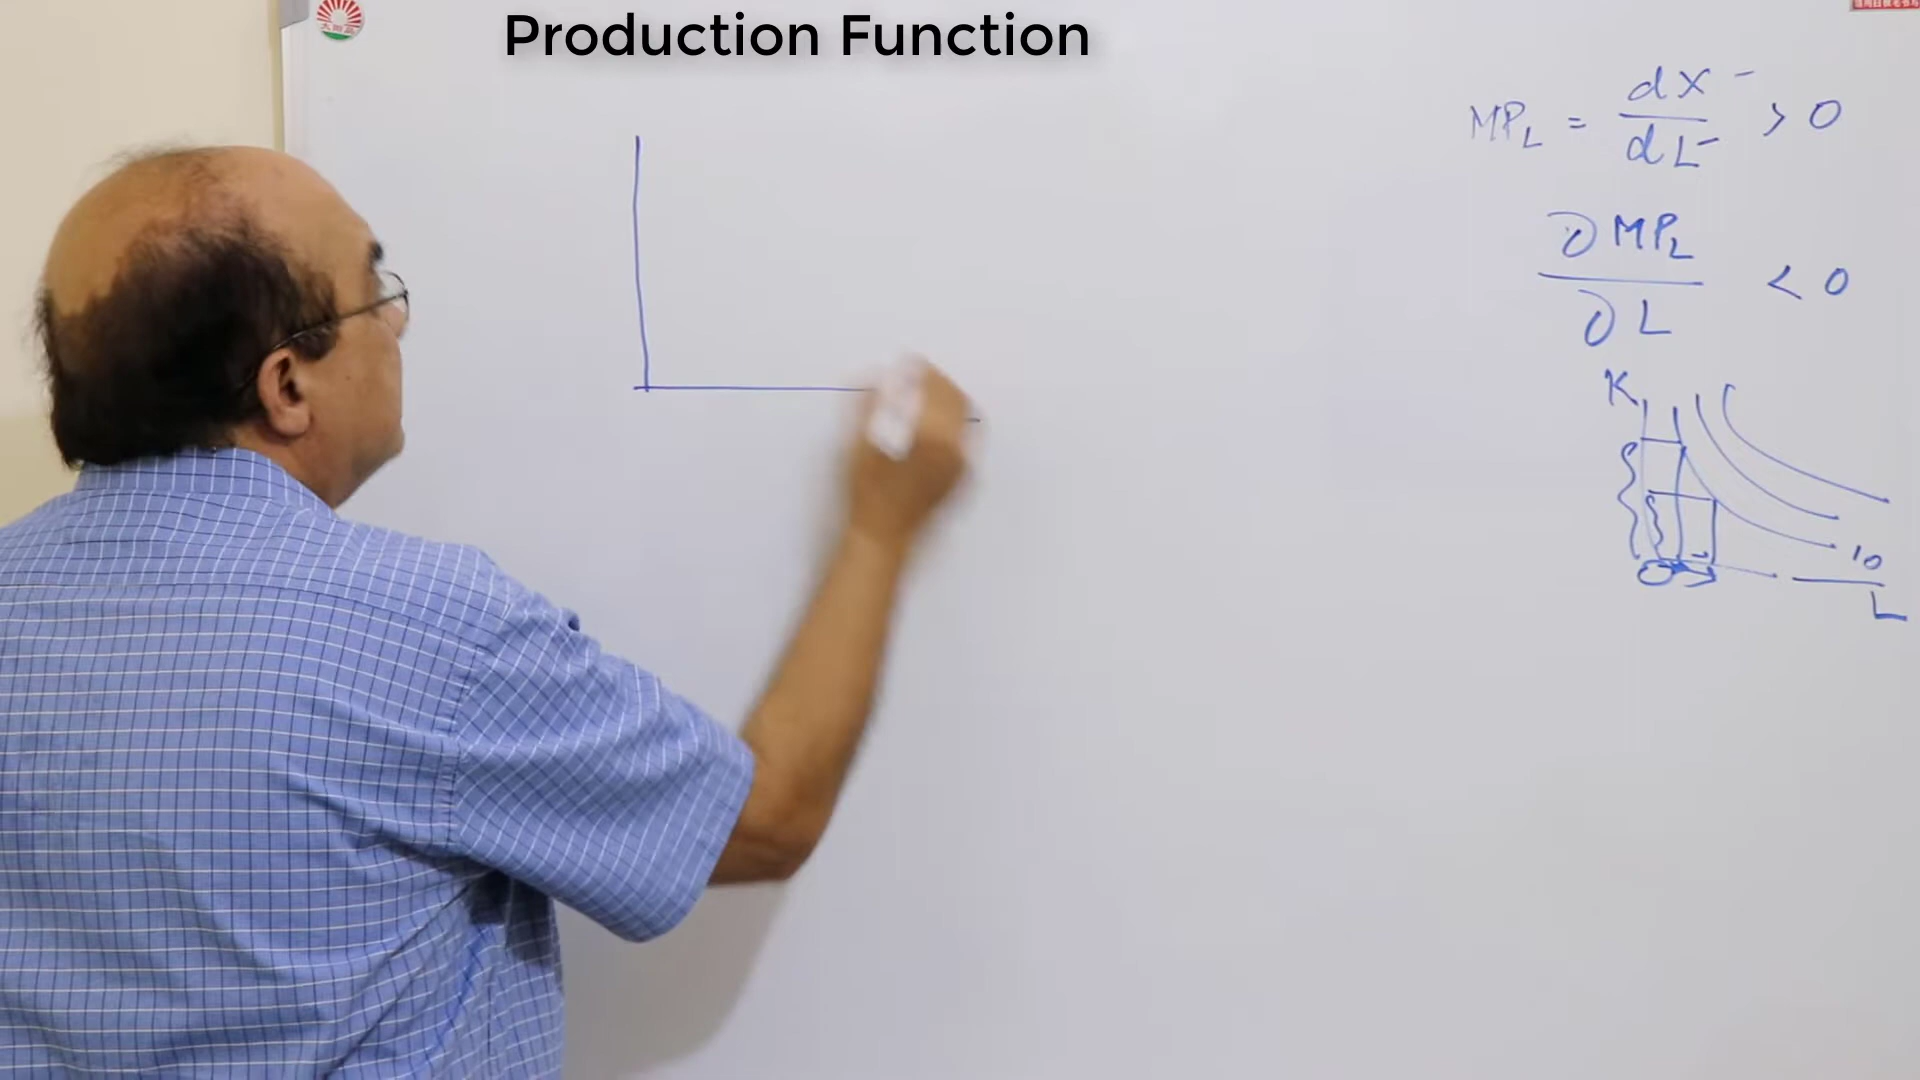 Production Function
MP_L = dX / dL > 0
∂MP_L / ∂L < 0
K
10
L